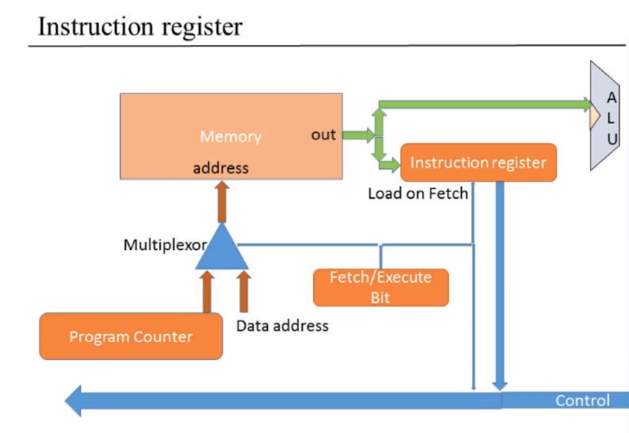 Instruction register
Memory
out
address
A
L
U
Instruction register
Load on Fetch
Multiplexor
Fetch/Execute
Bit
Program Counter
Data address
Control